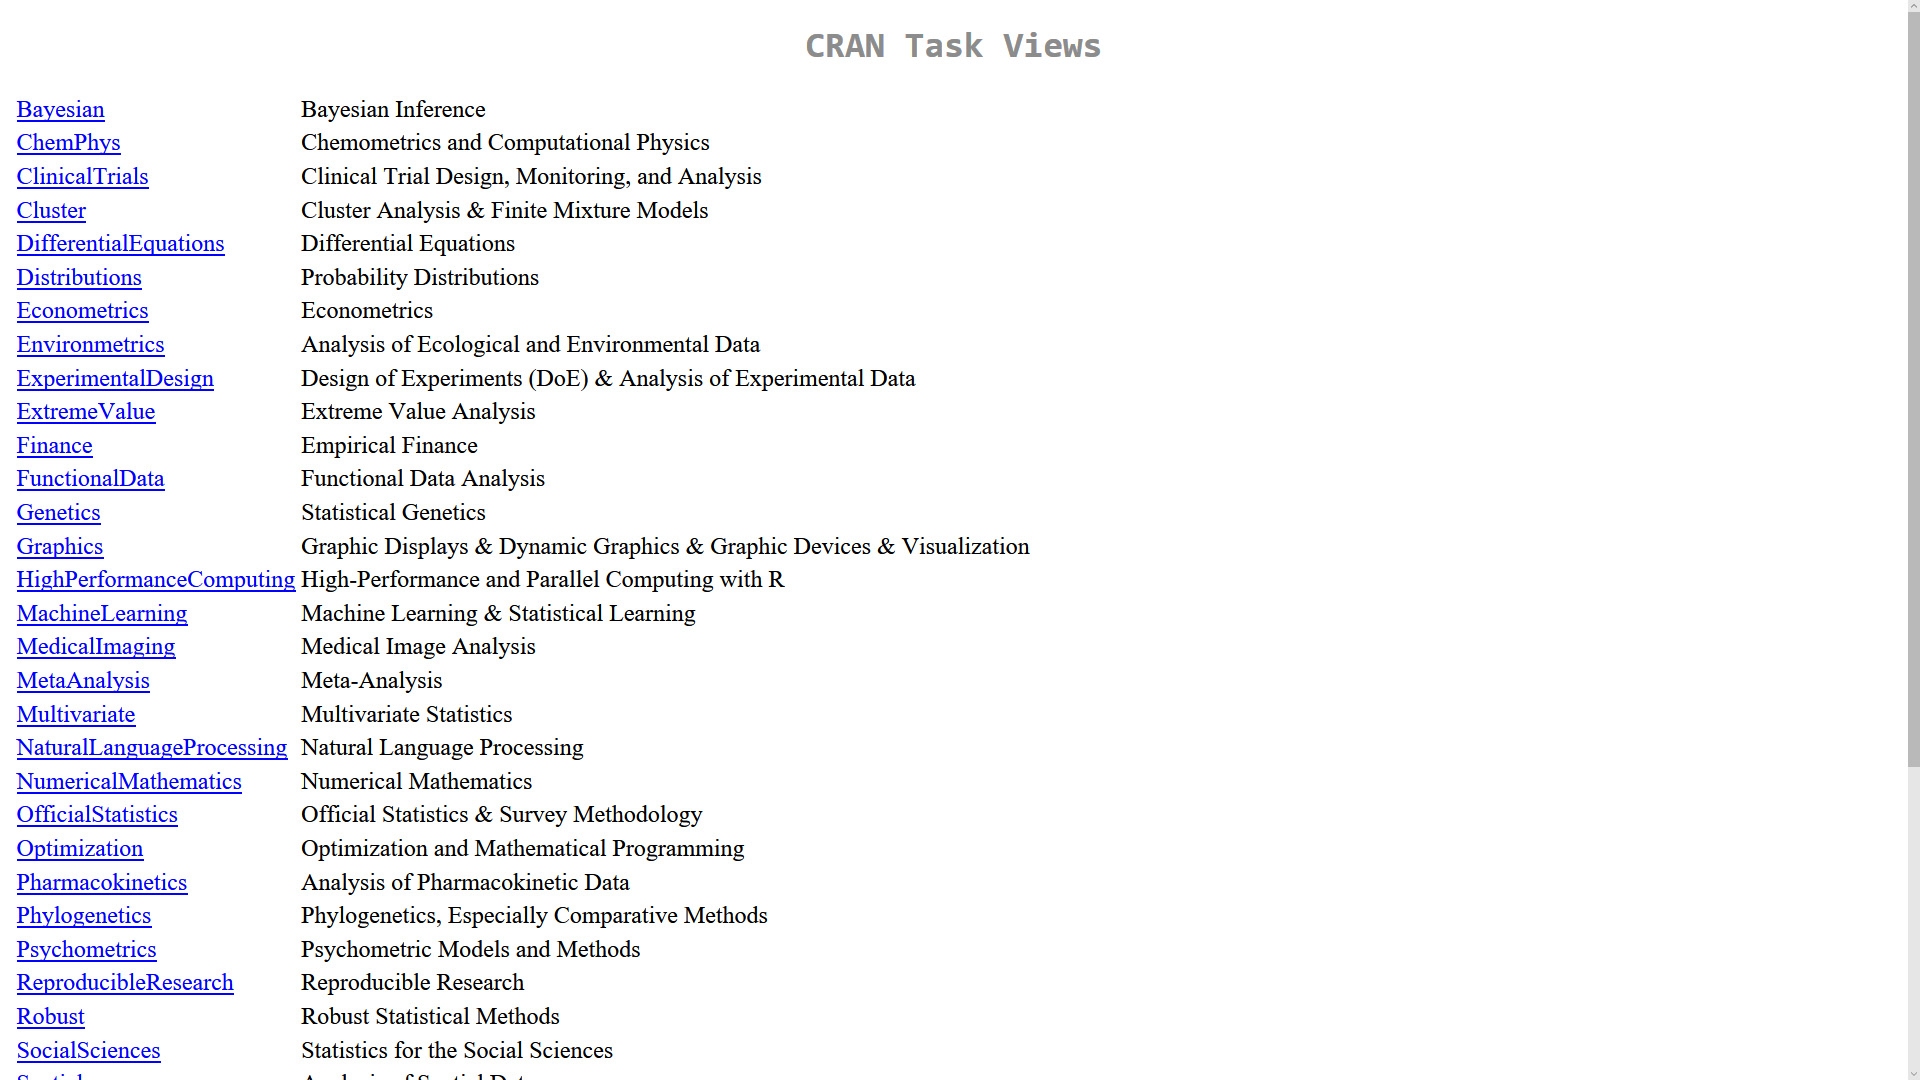 CRAN Task Views
Bayesian Bayesian Inference
ChemPhys Chemometrics and Computational Physics
ClinicalTrials Clinical Trial Design, Monitoring, and Analysis
Cluster Cluster Analysis & Finite Mixture Models
DifferentialEquations Differential Equations
Distributions Probability Distributions
Econometrics Econometrics
Environmetrics Analysis of Ecological and Environmental Data
ExperimentalDesign Design of Experiments (DoE) & Analysis of Experimental Data
ExtremeValue Extreme Value Analysis
Finance Empirical Finance
FunctionalData Functional Data Analysis
Genetics Statistical Genetics
Graphics Graphic Displays & Dynamic Graphics & Graphic Devices & Visualization
HighPerformanceComputing High-Performance and Parallel Computing with R
MachineLearning Machine Learning & Statistical Learning
MedicalImaging Medical Image Analysis
MetaAnalysis Meta-Analysis
Multivariate Multivariate Statistics
NaturalLanguageProcessing Natural Language Processing
NumericalMathematics Numerical Mathematics
OfficialStatistics Official Statistics & Survey Methodology
Optimization Optimization and Mathematical Programming
Pharmacokinetics Analysis of Pharmacokinetic Data
Phylogenetics Phylogenetics, Especially Comparative Methods
Psychometrics Psychometric Models and Methods
ReproducibleResearch Reproducible Research
Robust Robust Statistical Methods
SocialSciences Statistics for the Social Sciences